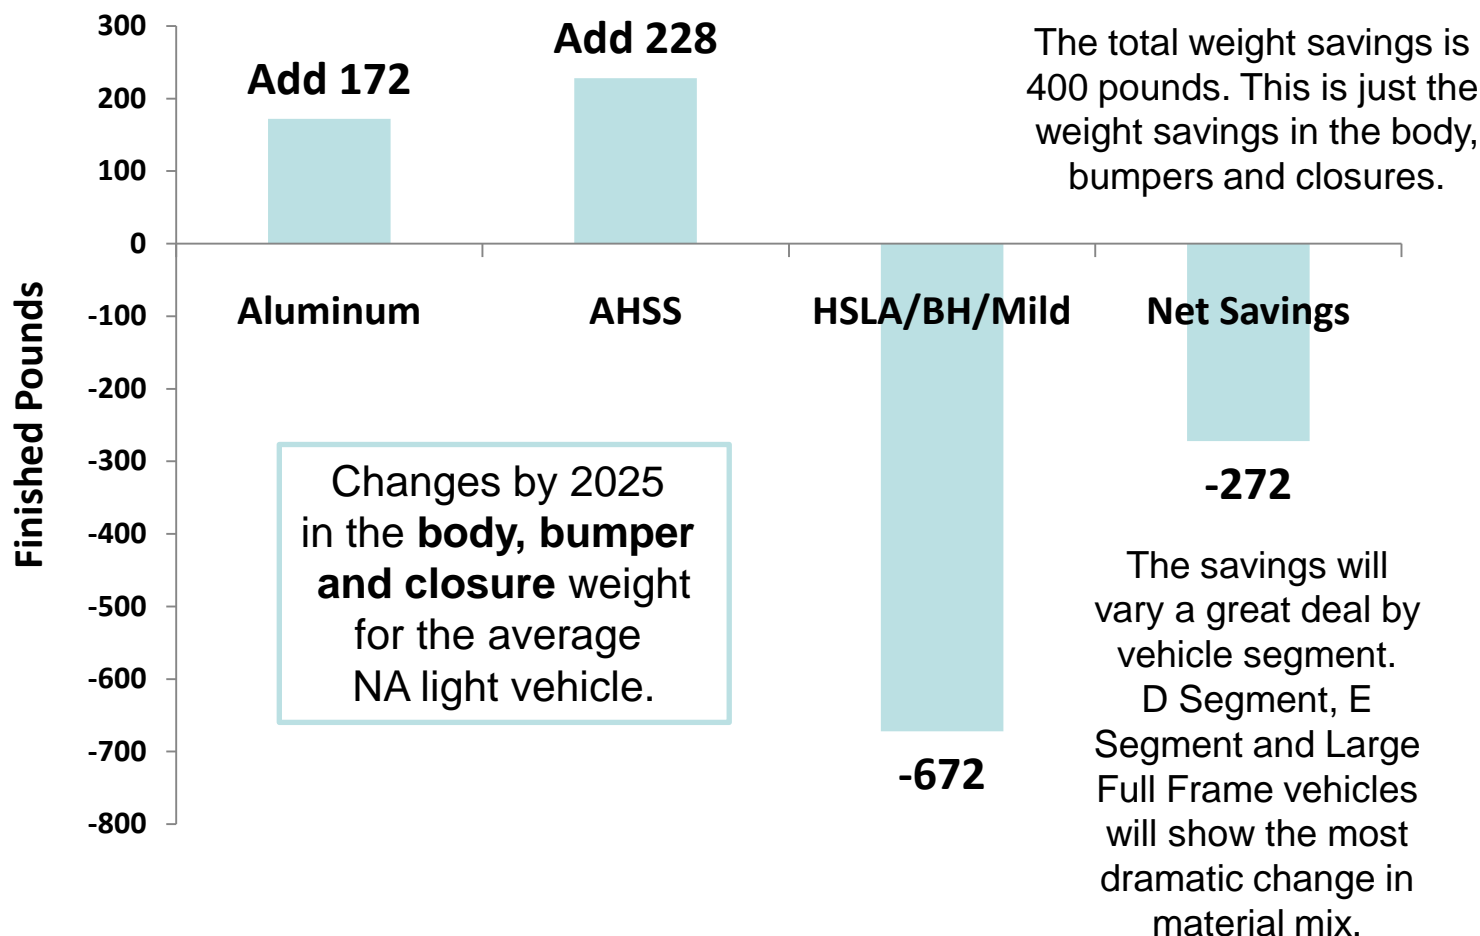 300
200
100
0
-100
-200
-300
-400
-500
-600
-700
-800
Finished Pounds
Add 172
Add 228
The total weight savings is
400 pounds. This is just the
weight savings in the body,
bumpers and closures.
Aluminum
AHSS
HSLA/BH/Mild
Net Savings
-672
-272
Changes by 2025
in the body, bumper
and closure weight
for the average
NA light vehicle.
The savings will
vary a great deal by
vehicle segment.
D Segment, E
Segment and Large
Full Frame vehicles
will show the most
dramatic change in
material mix.